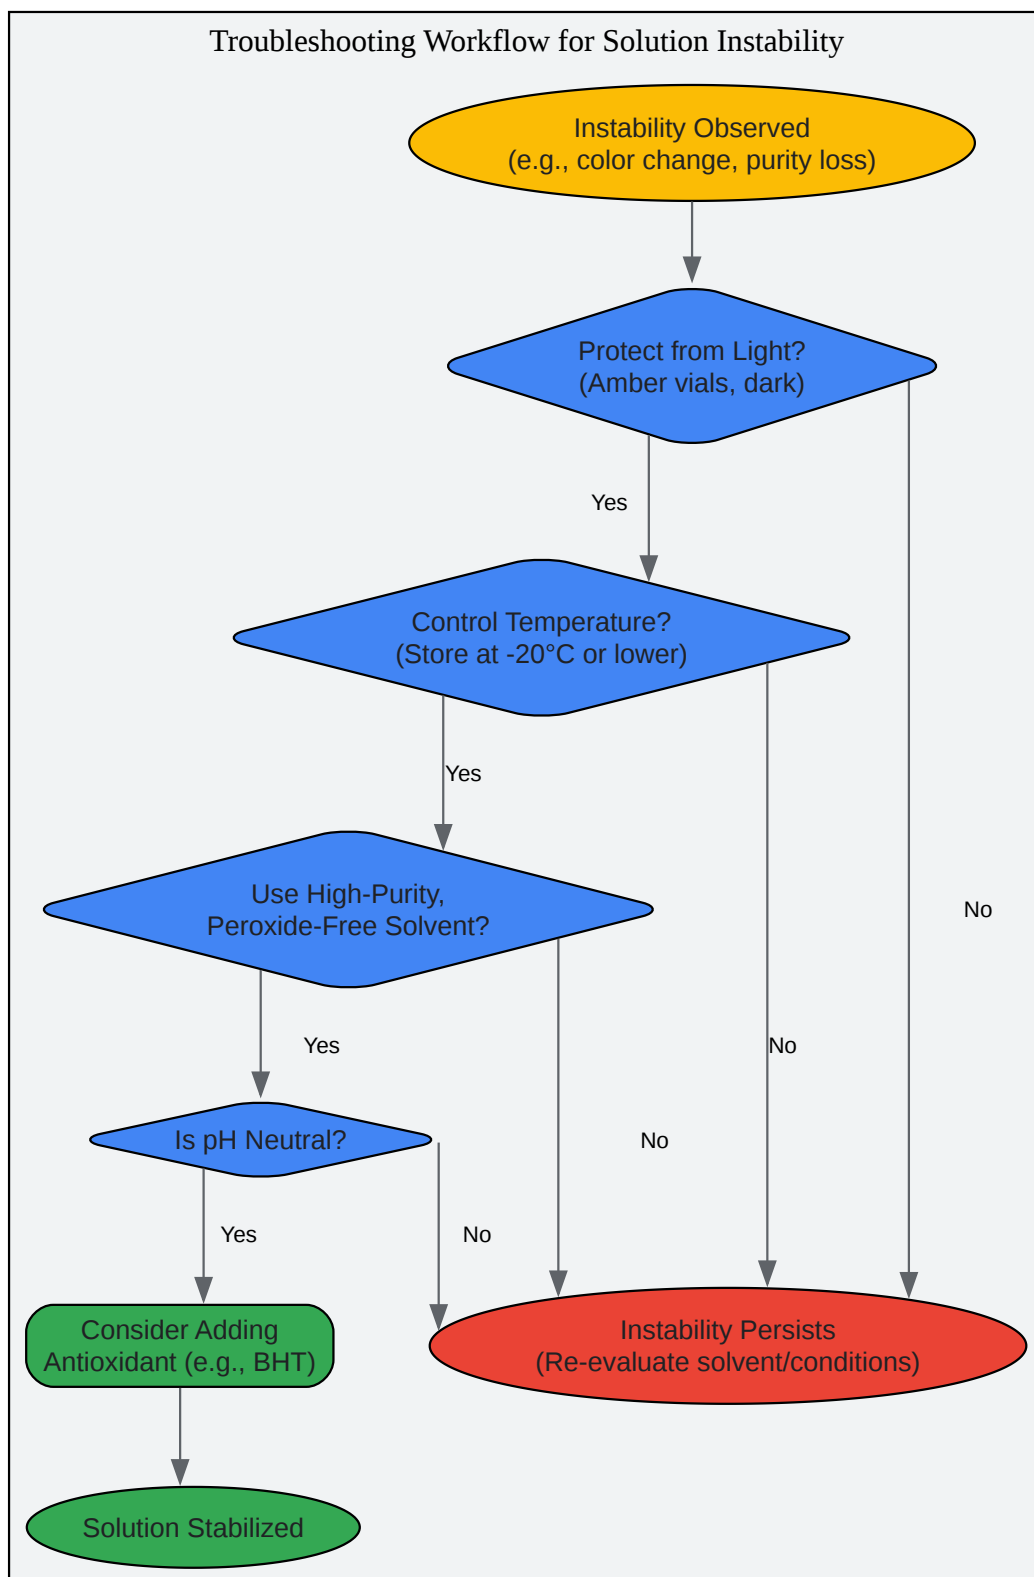 Troubleshooting Workflow for Solution Instability
Instability Observed
(e.g., color change, purity loss)
Protect from Light?
(Amber vials, dark)
Yes
Control Temperature?
(Store at -20°C or lower)
Yes
Use High-Purity,
Peroxide-Free Solvent?
No
Yes
No
Is pH Neutral?
No
Yes
No
Consider Adding
Antioxidant (e.g., BHT)
Instability Persists
(Re-evaluate solvent/conditions)
Solution Stabilized